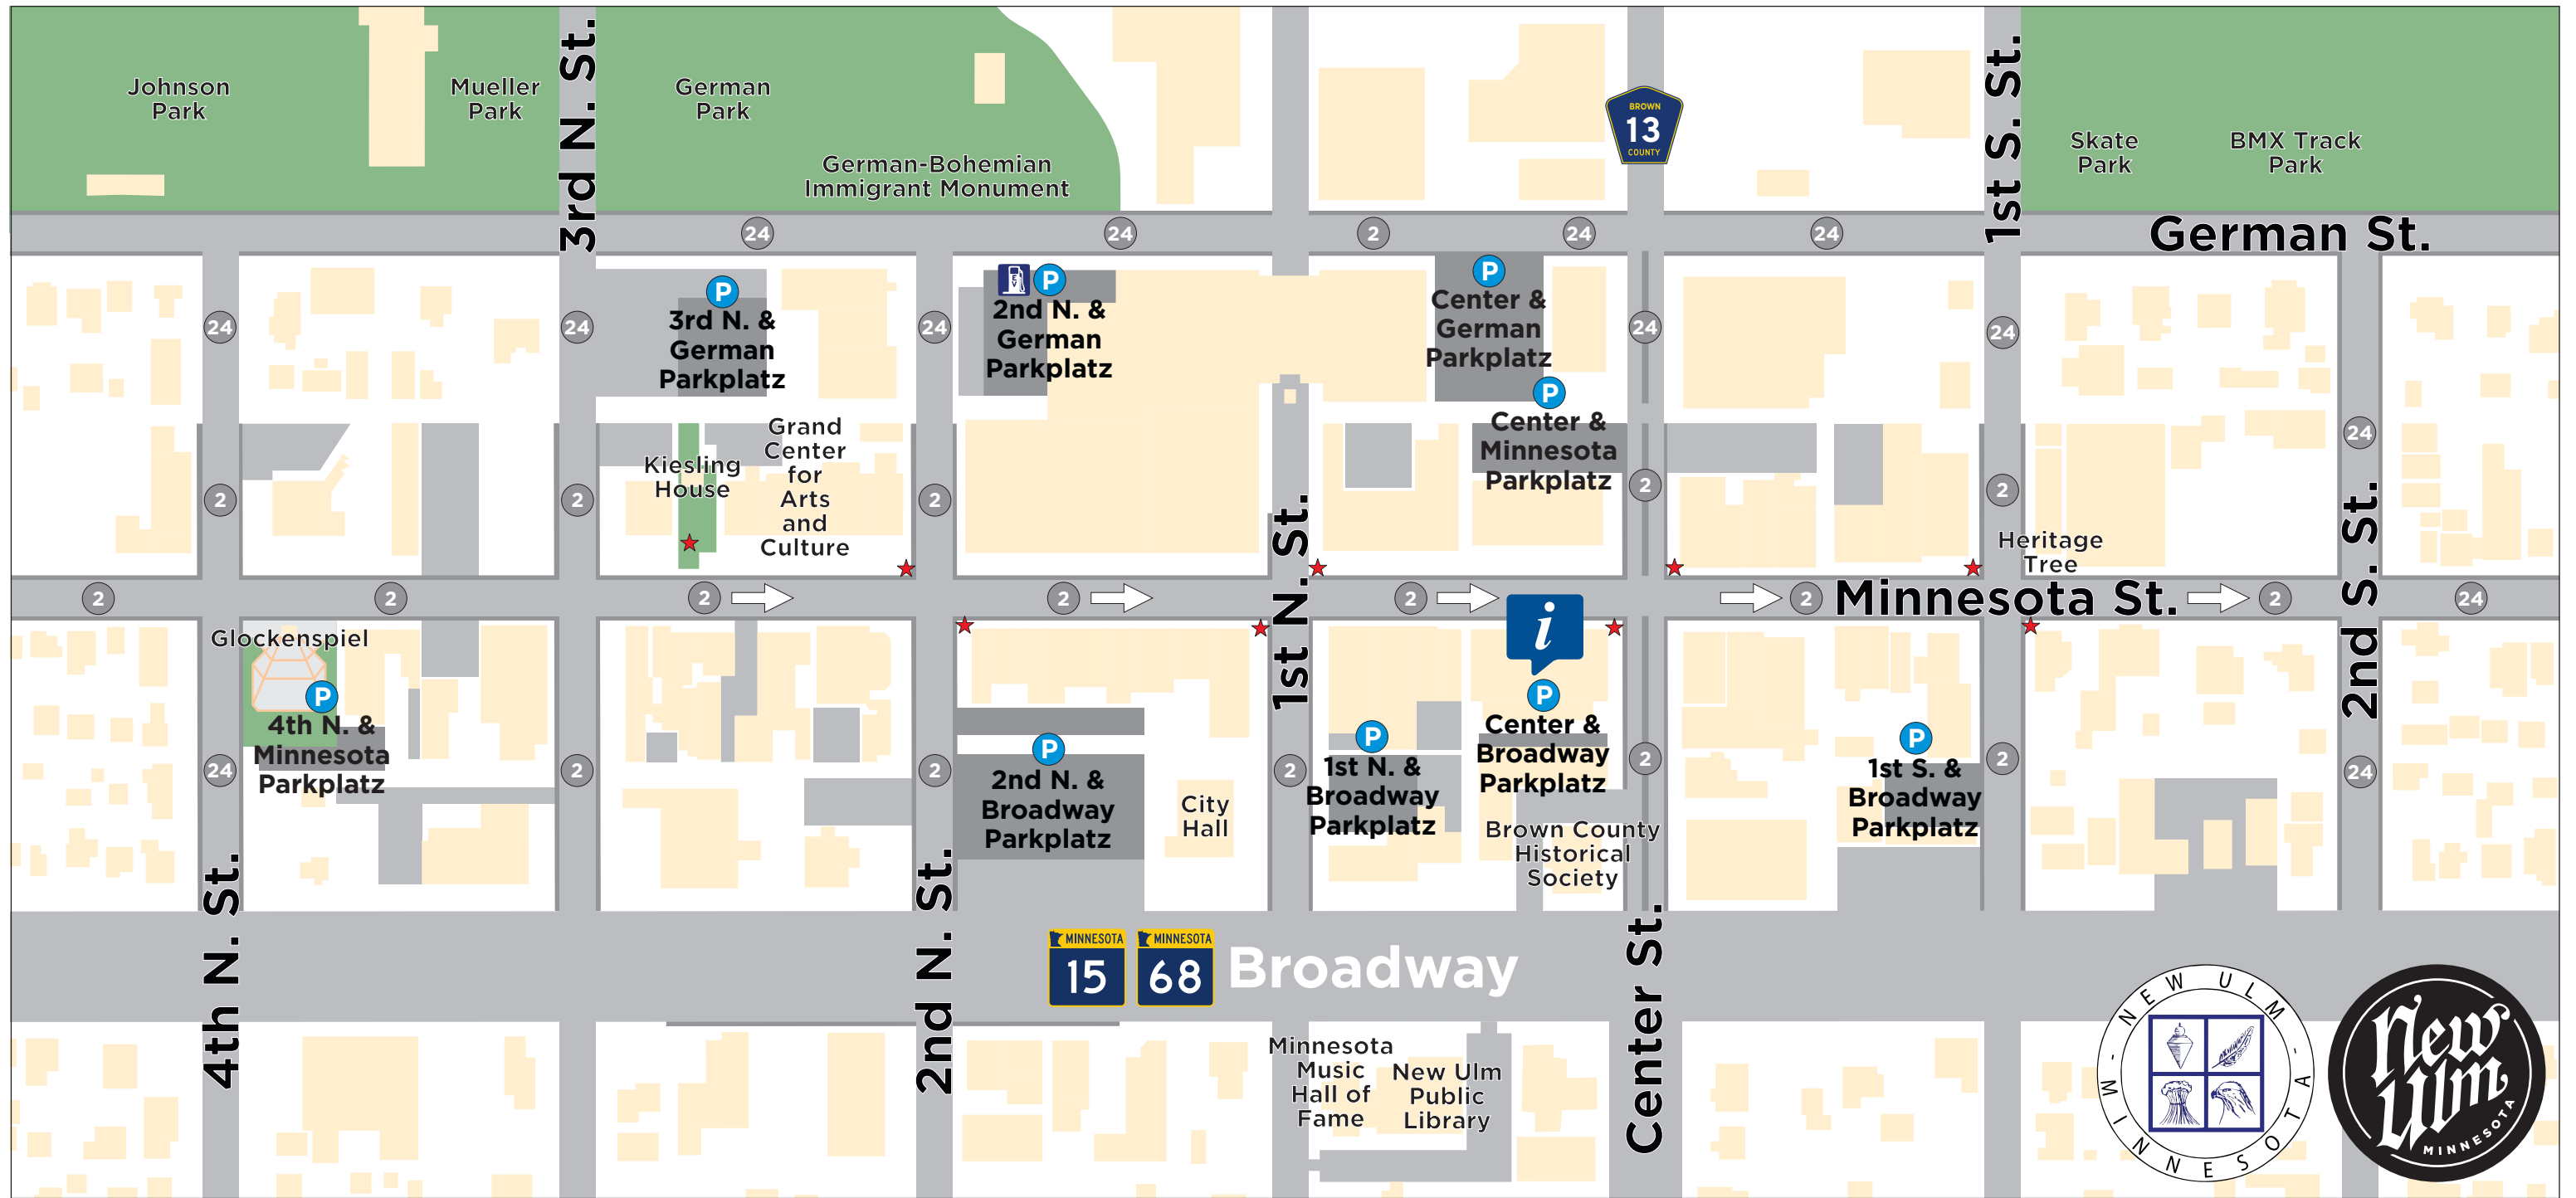 Johnson
Park
Mueller
Park
3rd N. St.
German
Park
German-Bohemian
Immigrant Monument
BROWN
13
COUNTY
1st S. St.
Skate
Park
BMX Track
Park
24
24
2
24
24
German St.
P
3rd N. &
German
Parkplatz
P
2nd N. &
German
Parkplatz
P
Center &
German
Parkplatz
24
24
24
24
24
P
Center &
Minnesota
Parkplatz
24
Kiesling
House
Grand
Center
for
Arts
and
Culture
2
2
2
1st N. St.
2
2
Heritage
Tree
2nd S. St.
2
2
2
2
2
2
Minnesota St.
2
24
Glockenspiel
i
P
4th N. &
Minnesota
Parkplatz
P
2nd N. &
Broadway
Parkplatz
City
Hall
P
1st N. &
Broadway
Parkplatz
P
Center &
Broadway
Parkplatz
P
1st S. &
Broadway
Parkplatz
24
2
2
2
2
2
24
Brown County
Historical
Society
4th N. St.
2nd N. St.
MINNESOTA
15
MINNESOTA
68
Broadway
Center St.
Minnesota
Music
Hall of
Fame
New Ulm
Public
Library
NEW ULM
- MINNESOTA -
New
Ulm
MINNESOTA